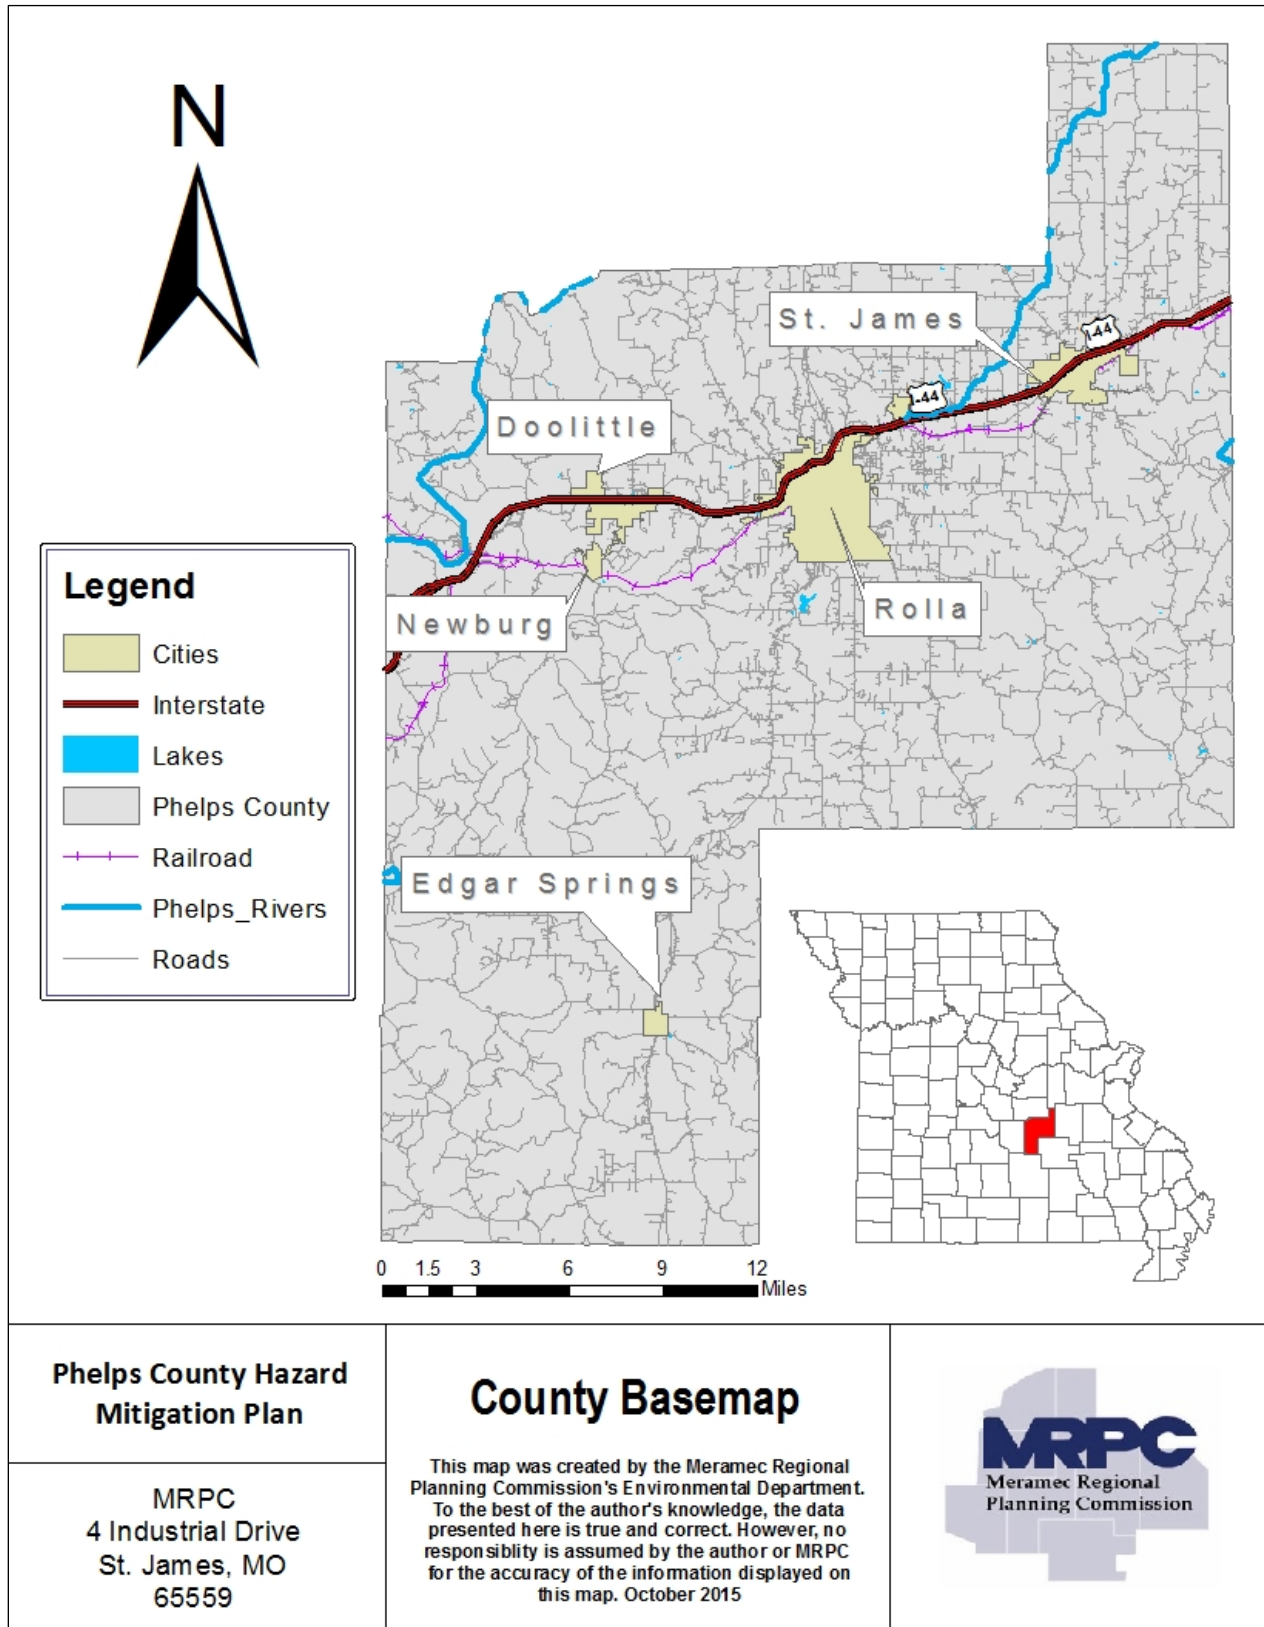 N
St. James
I-44
I-44
Doolittle
Newburg
Rolla
Edgar Springs
Legend
Cities
Interstate
Lakes
Phelps County
Railroad
Phelps_Rivers
Roads
0 1.5 3 6 9 12
Miles
Phelps County Hazard
Mitigation Plan
MRPC
4 Industrial Drive
St. James, MO
65559
County Basemap
This map was created by the Meramec Regional
Planning Commission's Environmental Department.
To the best of the author's knowledge, the data
presented here is true and correct. However, no
responsiblity is assumed by the author or MRPC
for the accuracy of the information displayed on
this map. October 2015
MRPC
Meramec Regional
Planning Commission